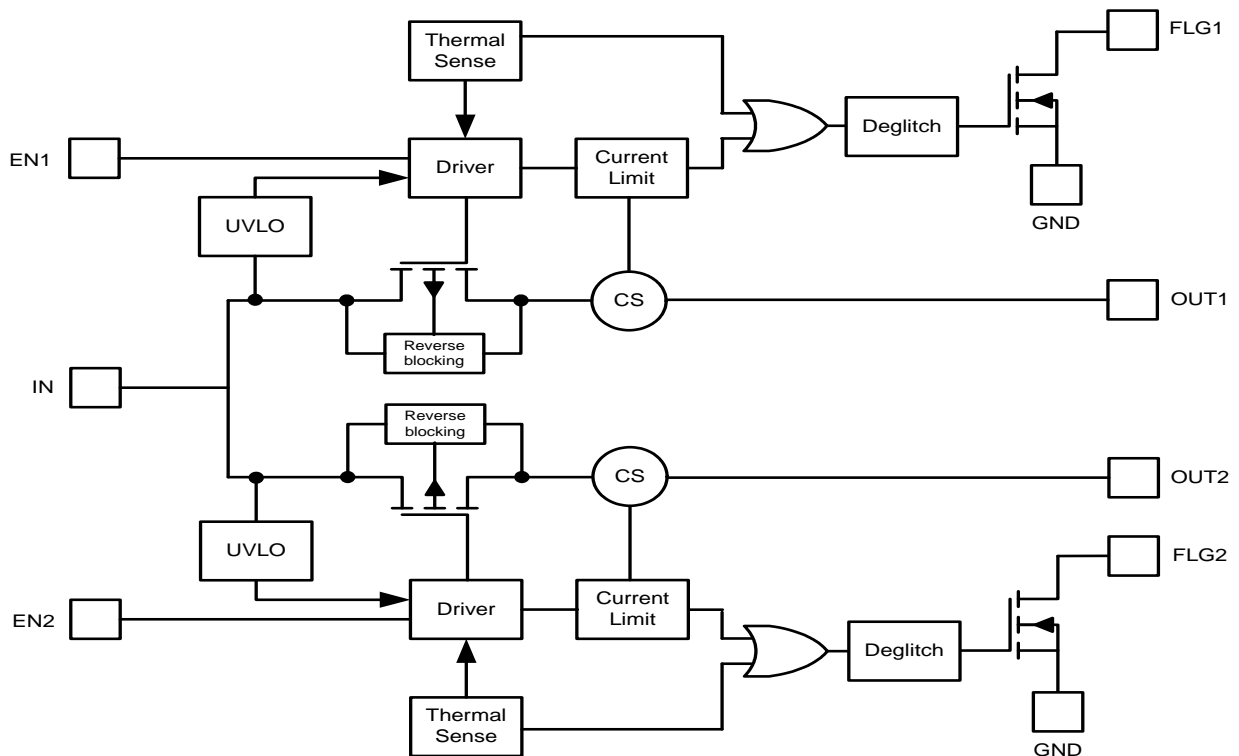 FLG1
Thermal
Sense
Deglitch
EN1
Driver
Current
Limit
GND
UVLO
CS
OUT1
Reverse
blocking
IN
Reverse
blocking
CS
OUT2
UVLO
FLG2
Driver
Current
Limit
EN2
Deglitch
Thermal
Sense
GND